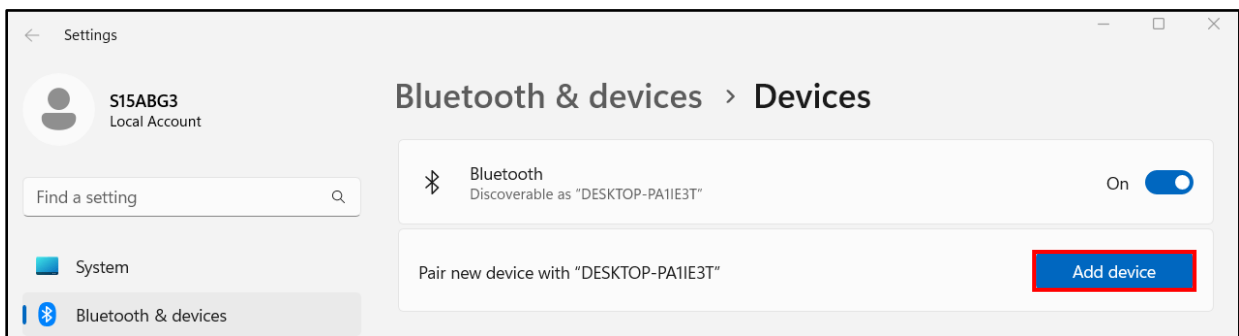 Settings
S15ABG3
Local Account
Find a setting
System
Bluetooth & devices
Bluetooth & devices > Devices
Bluetooth
Discoverable as "DESKTOP-PA1IE3T"
On
Pair new device with "DESKTOP-PA1IE3T"
Add device